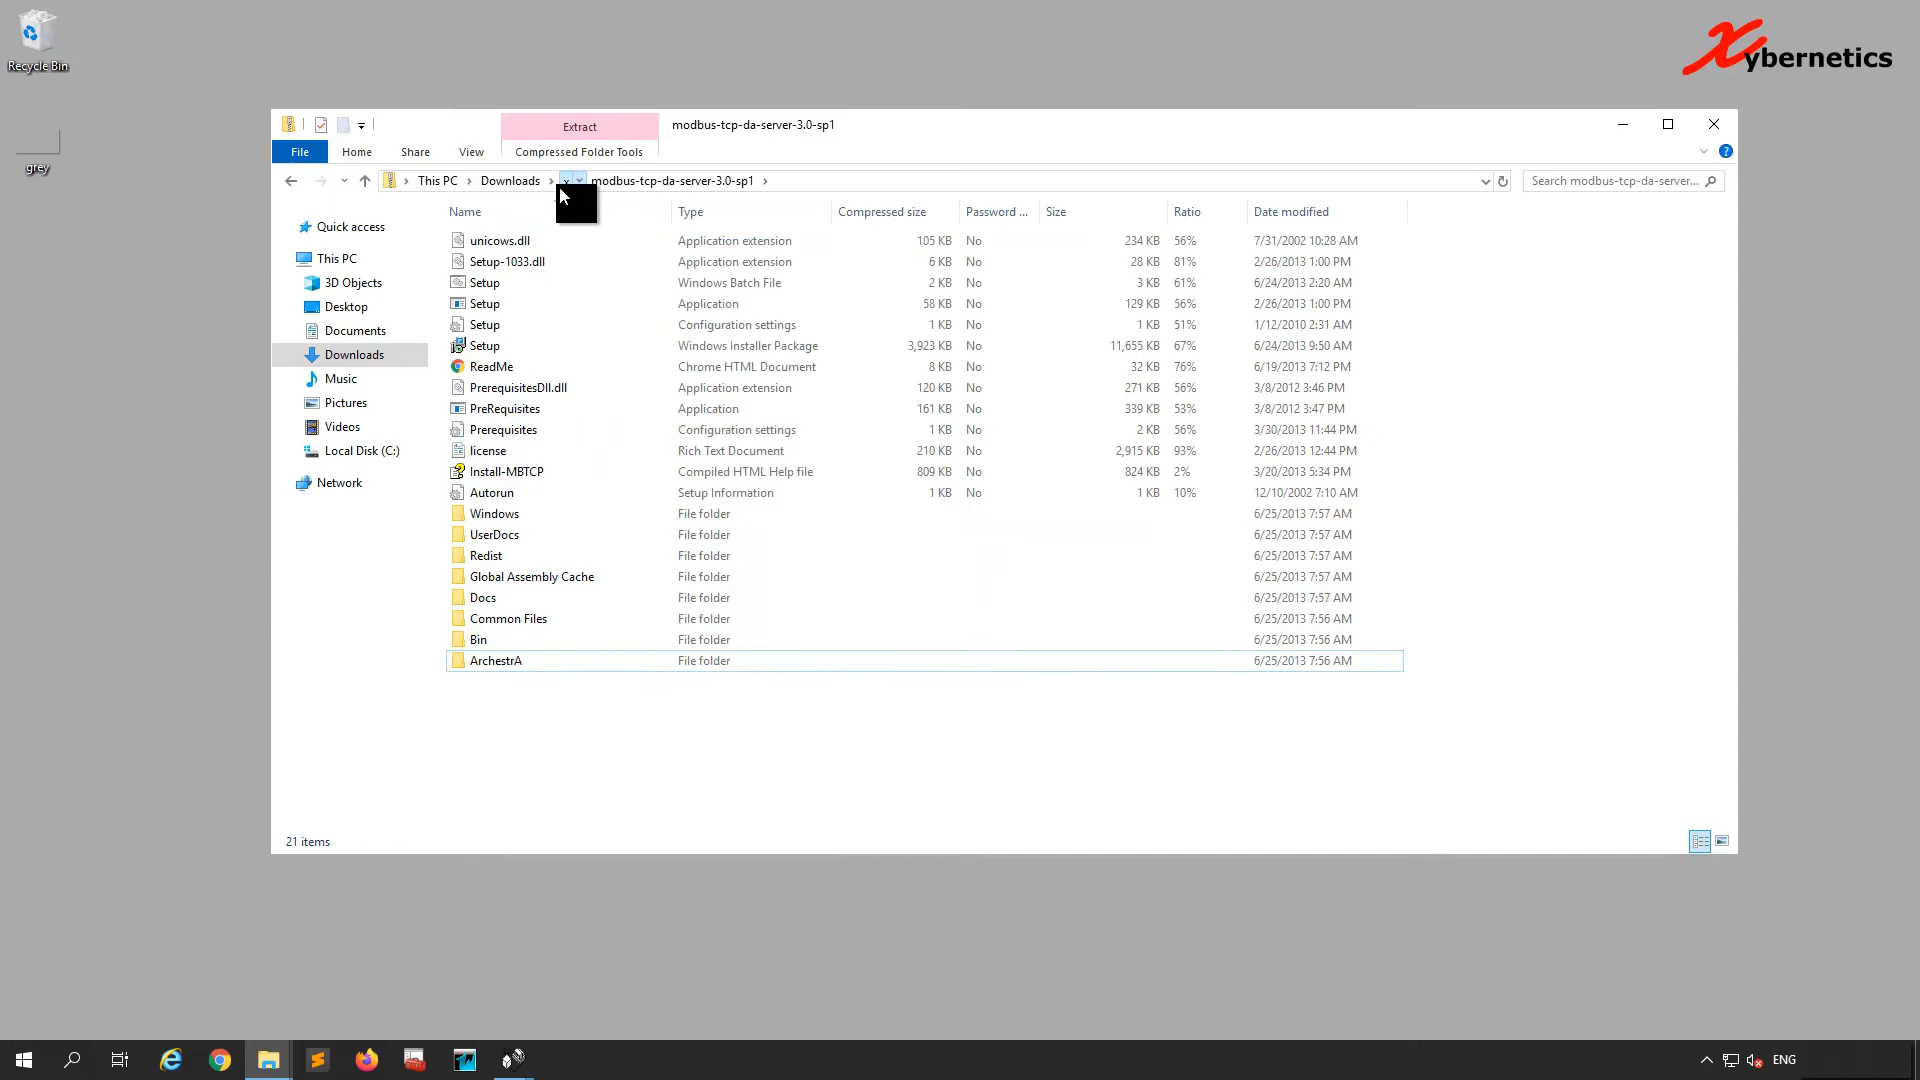 Recycle Bin
grey
Xybernetics
Extract
modbus-tcp-da-server-3.0-sp1
File
Home
Share
View
Compressed Folder Tools
This PC
Downloads
x
modbus-tcp-da-server-3.0-sp1
Search modbus-tcp-da-server...
Name Type Compressed size Password ... Size Ratio Date modified
Quick access
This PC
3D Objects
Desktop
Documents
Downloads
Music
Pictures
Videos
Local Disk (C:)
Network
unicows.dll Application extension 105 KB No 234 KB 56% 7/31/2002 10:28 AM
Setup-1033.dll Application extension 6 KB No 28 KB 81% 2/26/2013 1:00 PM
Setup Windows Batch File 2 KB No 3 KB 61% 6/24/2013 2:20 AM
Setup Application 58 KB No 129 KB 56% 2/26/2013 1:00 PM
Setup Configuration settings 1 KB No 1 KB 51% 1/12/2010 2:31 AM
Setup Windows Installer Package 3,923 KB No 11,655 KB 67% 6/24/2013 9:50 AM
ReadMe Chrome HTML Document 8 KB No 32 KB 76% 6/19/2013 7:12 PM
PrerequisitesDll.dll Application extension 120 KB No 271 KB 56% 3/8/2012 3:46 PM
PreRequisites Application 161 KB No 339 KB 53% 3/8/2012 3:47 PM
Prerequisites Configuration settings 1 KB No 2 KB 56% 3/30/2013 11:44 PM
license Rich Text Document 210 KB No 2,915 KB 93% 2/26/2013 12:44 PM
Install-MBTCP Compiled HTML Help file 809 KB No 824 KB 2% 3/20/2013 5:34 PM
Autorun Setup Information 1 KB No 1 KB 10% 12/10/2002 7:10 AM
Windows File folder 6/25/2013 7:57 AM
UserDocs File folder 6/25/2013 7:57 AM
Redist File folder 6/25/2013 7:57 AM
Global Assembly Cache File folder 6/25/2013 7:57 AM
Docs File folder 6/25/2013 7:57 AM
Common Files File folder 6/25/2013 7:56 AM
Bin File folder 6/25/2013 7:56 AM
ArchestrA File folder 6/25/2013 7:56 AM
21 items
ENG